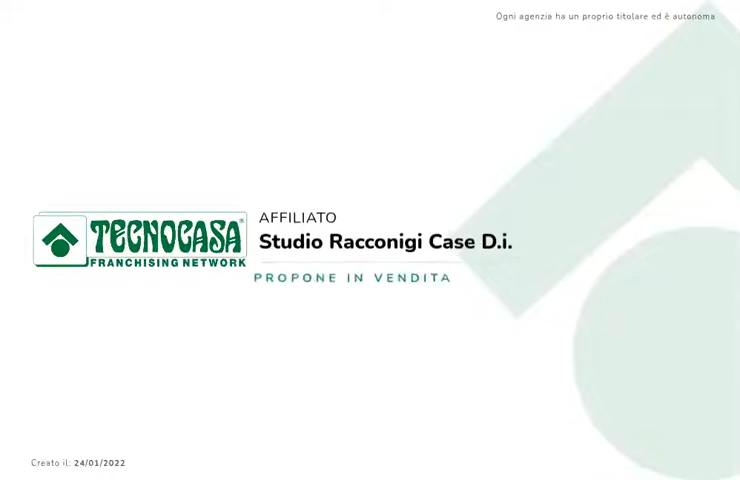 Ogni agenzia ha un proprio titolare ed è autonoma
TECNOCASA®
FRANCHISING NETWORK
AFFILIATO
Studio Racconigi Case D.i.
PROPONE IN VENDITA
Creato il: 24/01/2022